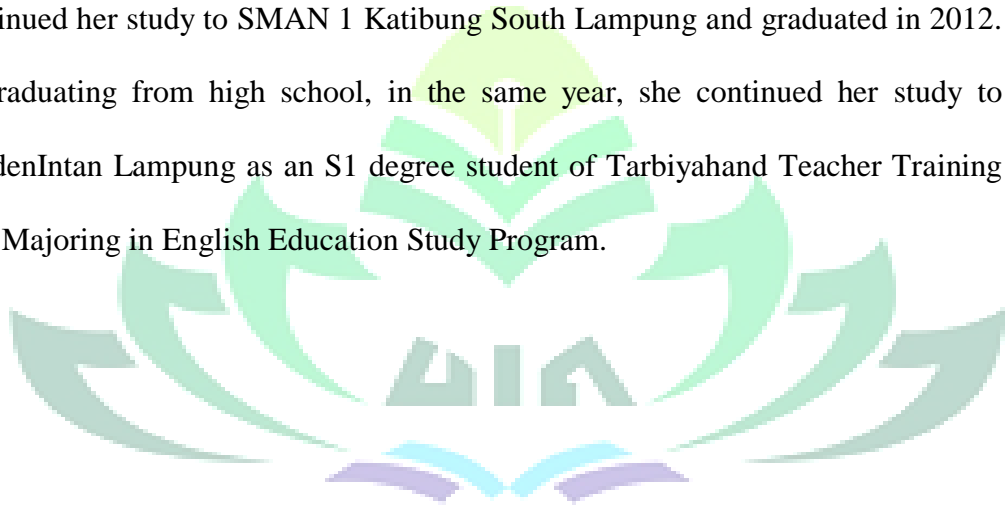 inued her study to SMAN 1 Katibung South Lampung and graduated in 2012.
raduating from high school, in the same year, she continued her study to
denIntan Lampung as an S1 degree student of Tarbiyahand Teacher Training
Majoring in English Education Study Program.